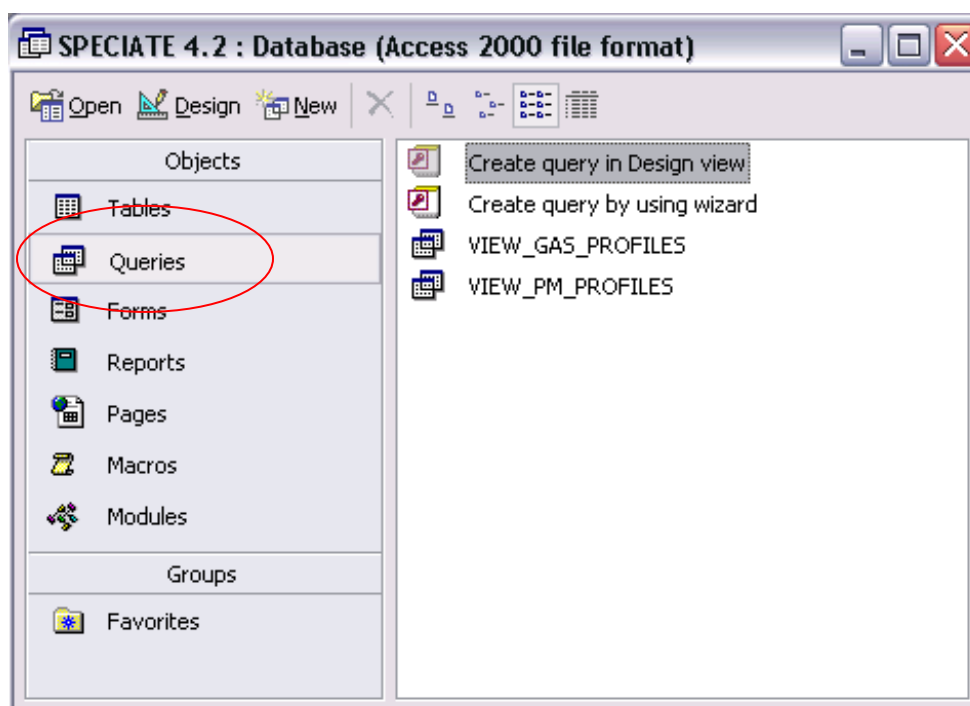 SPECIATE 4.2 : Database (Access 2000 file format)
Open Design New
Objects
Tables
Queries
Forms
Reports
Pages
Macros
Modules
Groups
Favorites
Create query in Design view
Create query by using wizard
VIEW_GAS_PROFILES
VIEW_PM_PROFILES